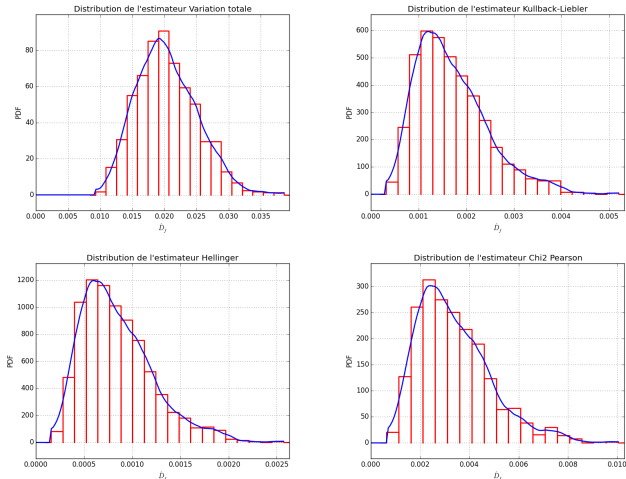 Distribution de l'estimateur Variation totale
80
60
40
20
0
PDF
0.000 0.005 0.010 0.015 0.020 0.025 0.030 0.035
Distribution de l'estimateur Kullback-Liebler
600
500
400
300
200
100
0
PDF
0.000 0.001 0.002 0.003 0.004 0.005
Distribution de l'estimateur Hellinger
1200
1000
800
600
400
200
0
PDF
0.0000 0.0005 0.0010 0.0015 0.0020 0.0025
Distribution de l'estimateur Chi2 Pearson
300
250
200
150
100
50
0
PDF
0.000 0.002 0.004 0.006 0.008 0.010